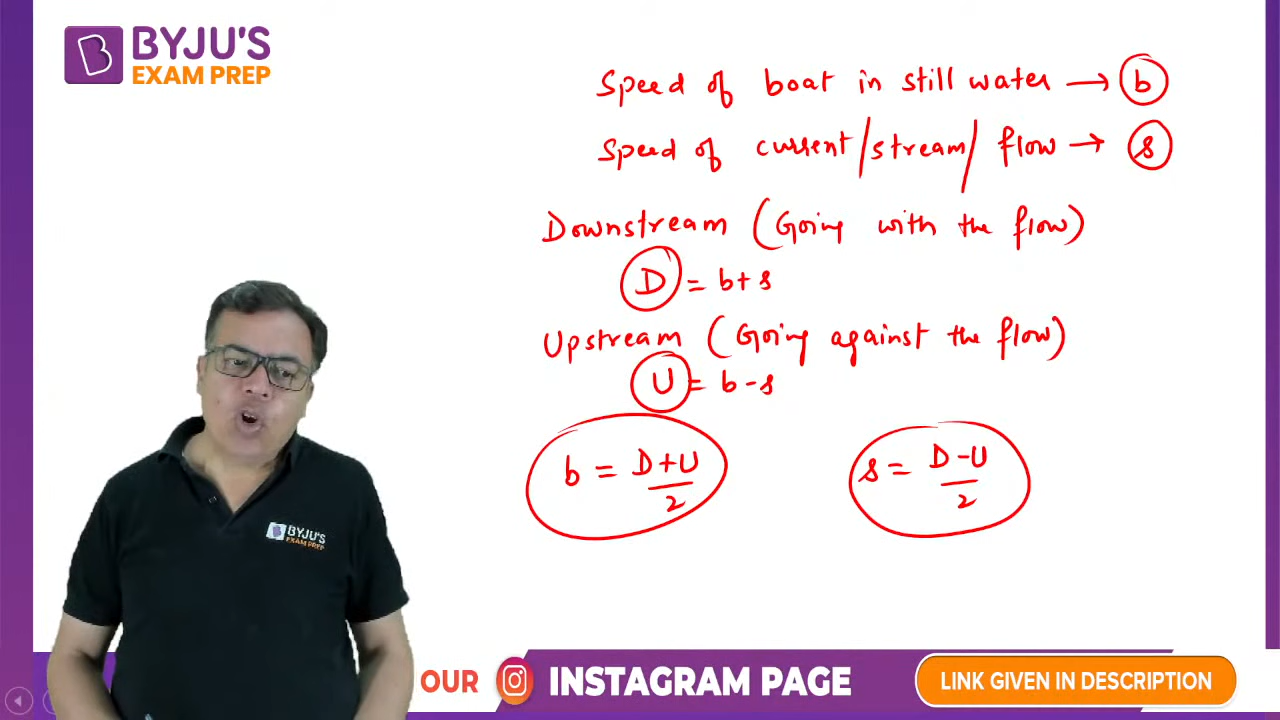 BYJU'S
EXAM PREP
Speed of boat in still water → b
Speed of current/stream/flow → s
Downstream (Going with the flow)
D = b+s
Upstream (Going against the flow)
U = b-s
b = D+U/2
s = D-U/2
BYJU'S
EXAM PREP
OUR INSTAGRAM PAGE
LINK GIVEN IN DESCRIPTION